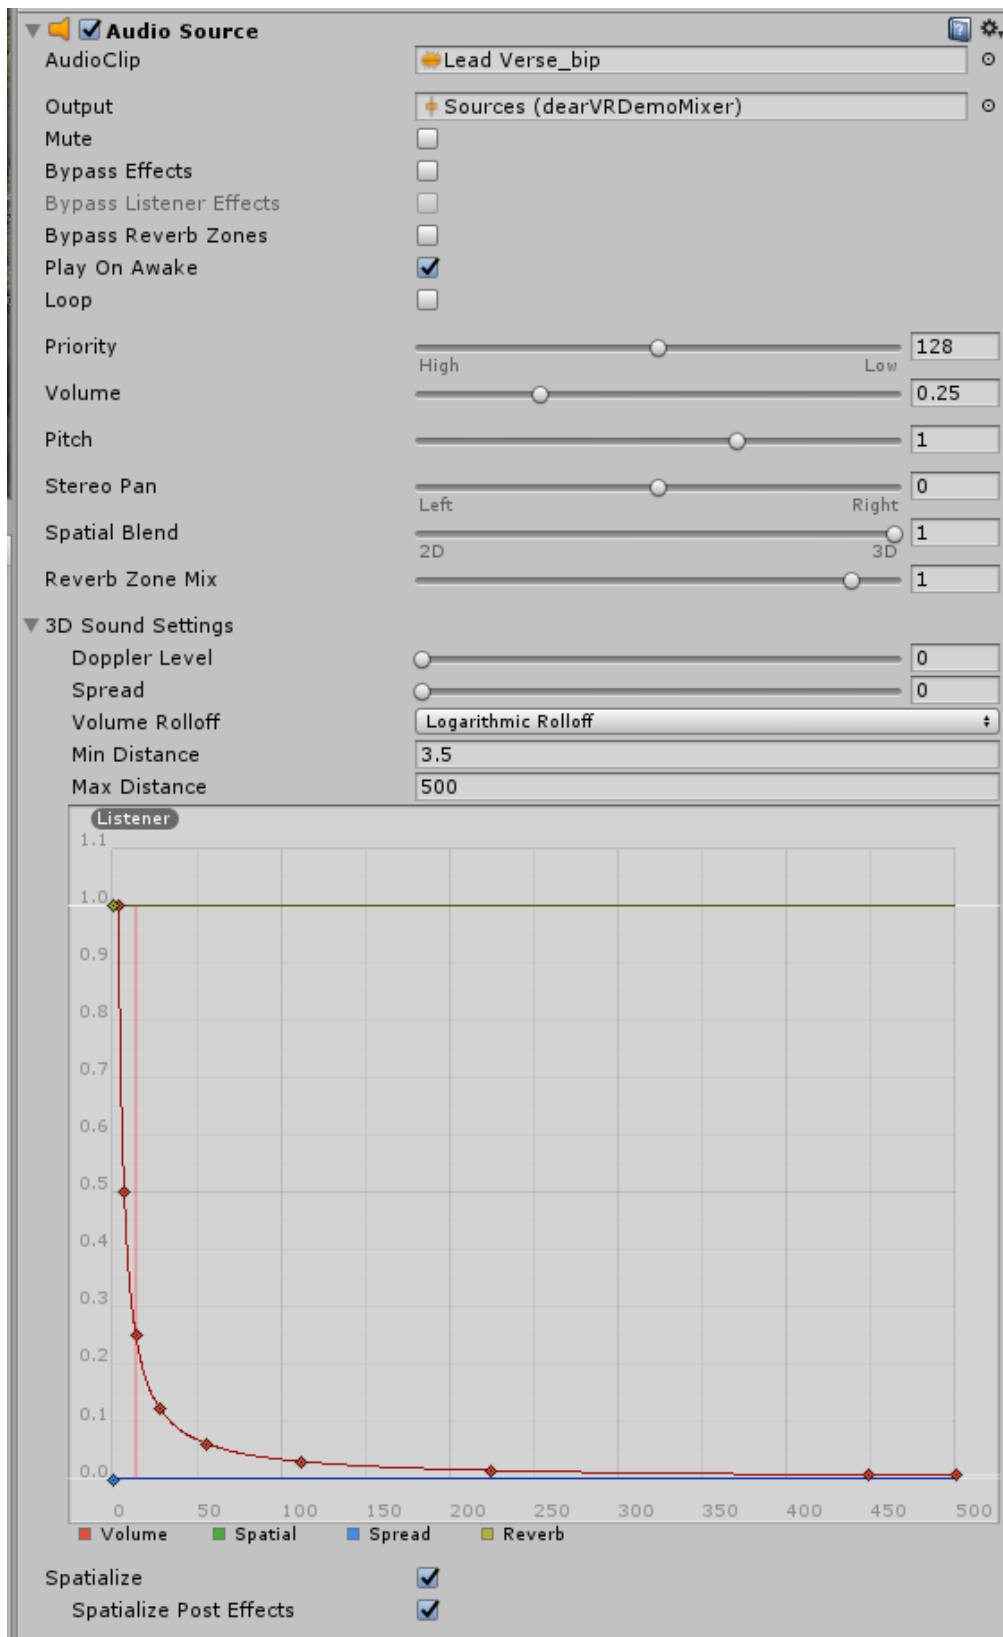 Audio Source
AudioClip Lead Verse_bip
Output Sources (dearVRDemoMixer)
Mute
Bypass Effects
Bypass Listener Effects
Bypass Reverb Zones
Play On Awake
Loop
Priority 128
High Low
Volume 0.25
Pitch 1
Stereo Pan 0
Left Right
Spatial Blend 1
2D 3D
Reverb Zone Mix 1
3D Sound Settings
Doppler Level 0
Spread 0
Volume Rolloff Logarithmic Rolloff
Min Distance 3.5
Max Distance 500
Listener
1.1
1.0
0.9
0.8
0.7
0.6
0.5
0.4
0.3
0.2
0.1
0.0
0 50 100 150 200 250 300 350 400 450 500
Volume Spatial Spread Reverb
Spatialize
Spatialize Post Effects